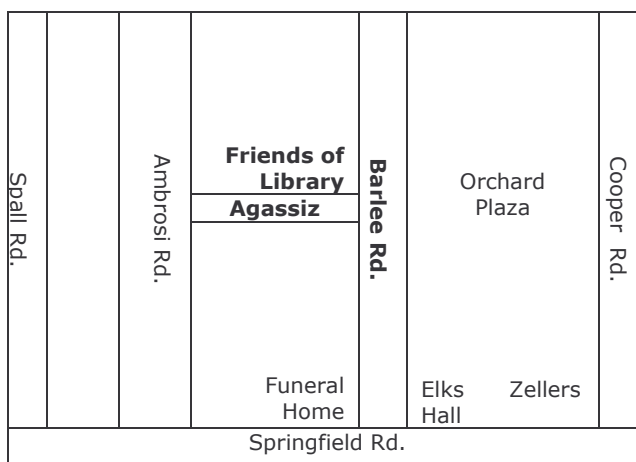 Spall Rd.
Ambrosi Rd.
Friends of
Library
Agassiz
Barlee Rd.
Orchard
Plaza
Cooper Rd.
Funeral
Home
Elks
Hall
Zellers
Springfield Rd.